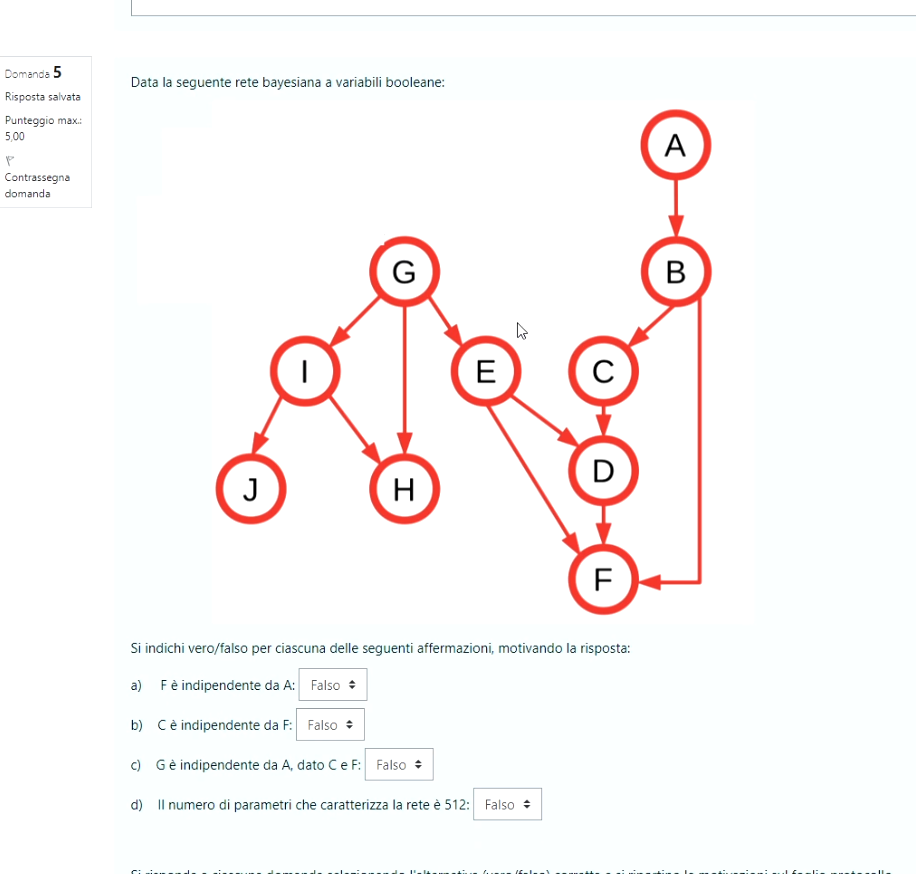 Domanda 5
Risposta salvata
Punteggio max.:
5,00
Contrassegna
domanda
Data la seguente rete bayesiana a variabili booleane:
A
G
B
I
E
C
D
J
H
F
Si indichi vero/falso per ciascuna delle seguenti affermazioni, motivando la risposta:
a) F è indipendente da A: Falso
b) C è indipendente da F: Falso
c) G è indipendente da A, dato C e F: Falso
d) Il numero di parametri che caratterizza la rete è 512: Falso